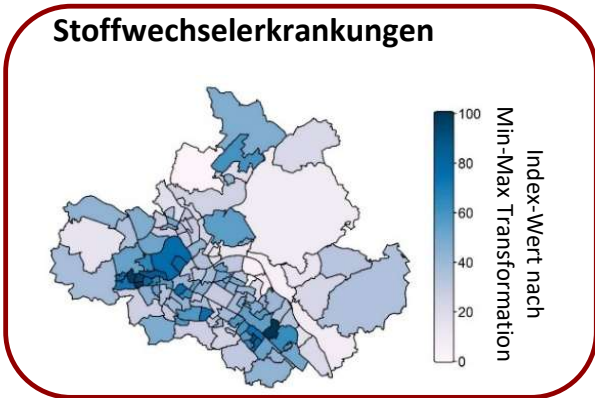 Stoffwechselerkrankungen
100
80
60
40
20
0
Index-Wert nach
Min-Max Transformation